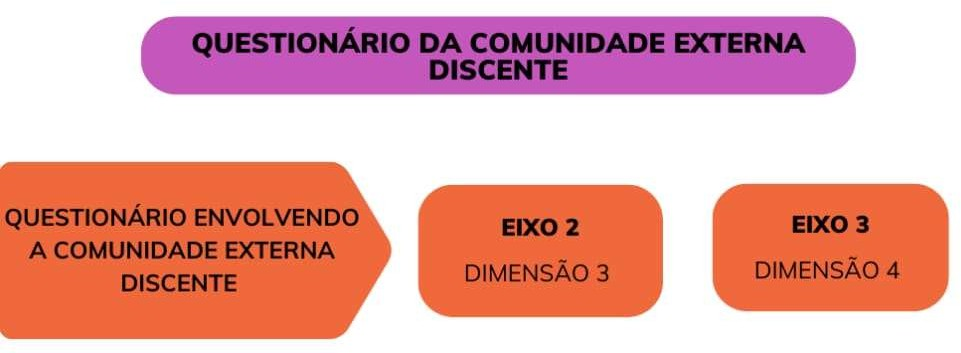 QUESTIONÁRIO DA COMUNIDADE EXTERNA
DISCENTE
QUESTIONÁRIO ENVOLVENDO
A COMUNIDADE EXTERNA
DISCENTE
EIXO 2
DIMENSÃO 3
EIXO 3
DIMENSÃO 4